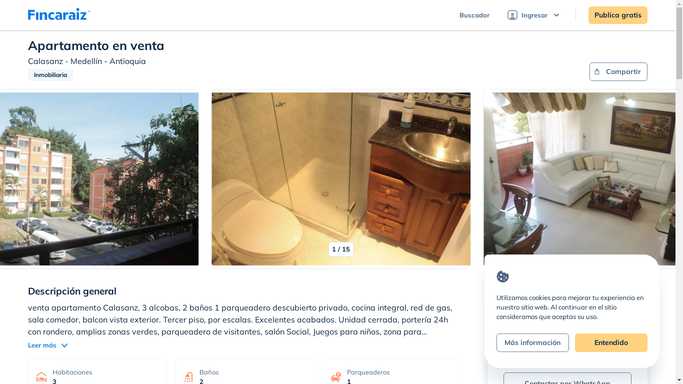 Fincaraiz
Buscador
Ingresar
Publica gratis
Apartamento en venta
Calasanz - Medellín - Antioquia
Inmobiliaria
Compartir
1 / 15
Descripción general
venta apartamento Calasanz, 3 alcobas, 2 baños 1 parqueadero descubierto privado, cocina integral, red de gas,
sala comedor, balcon vista exterior. Tercer piso, por escalas. Excelentes acabados. Unidad cerrada, portería 24h
con rondero, amplias zonas verdes, parqueadero de visitantes, salón Social, Juegos para niños, zona para...
Leer más
Habitaciones
3
Baños
2
Parqueaderos
1
Utilizamos cookies para mejorar tu experiencia en
nuestro sitio web. Al continuar en el sitio
consideramos que aceptas su uso.
Más información
Entendido
Contactar por WhatsApp